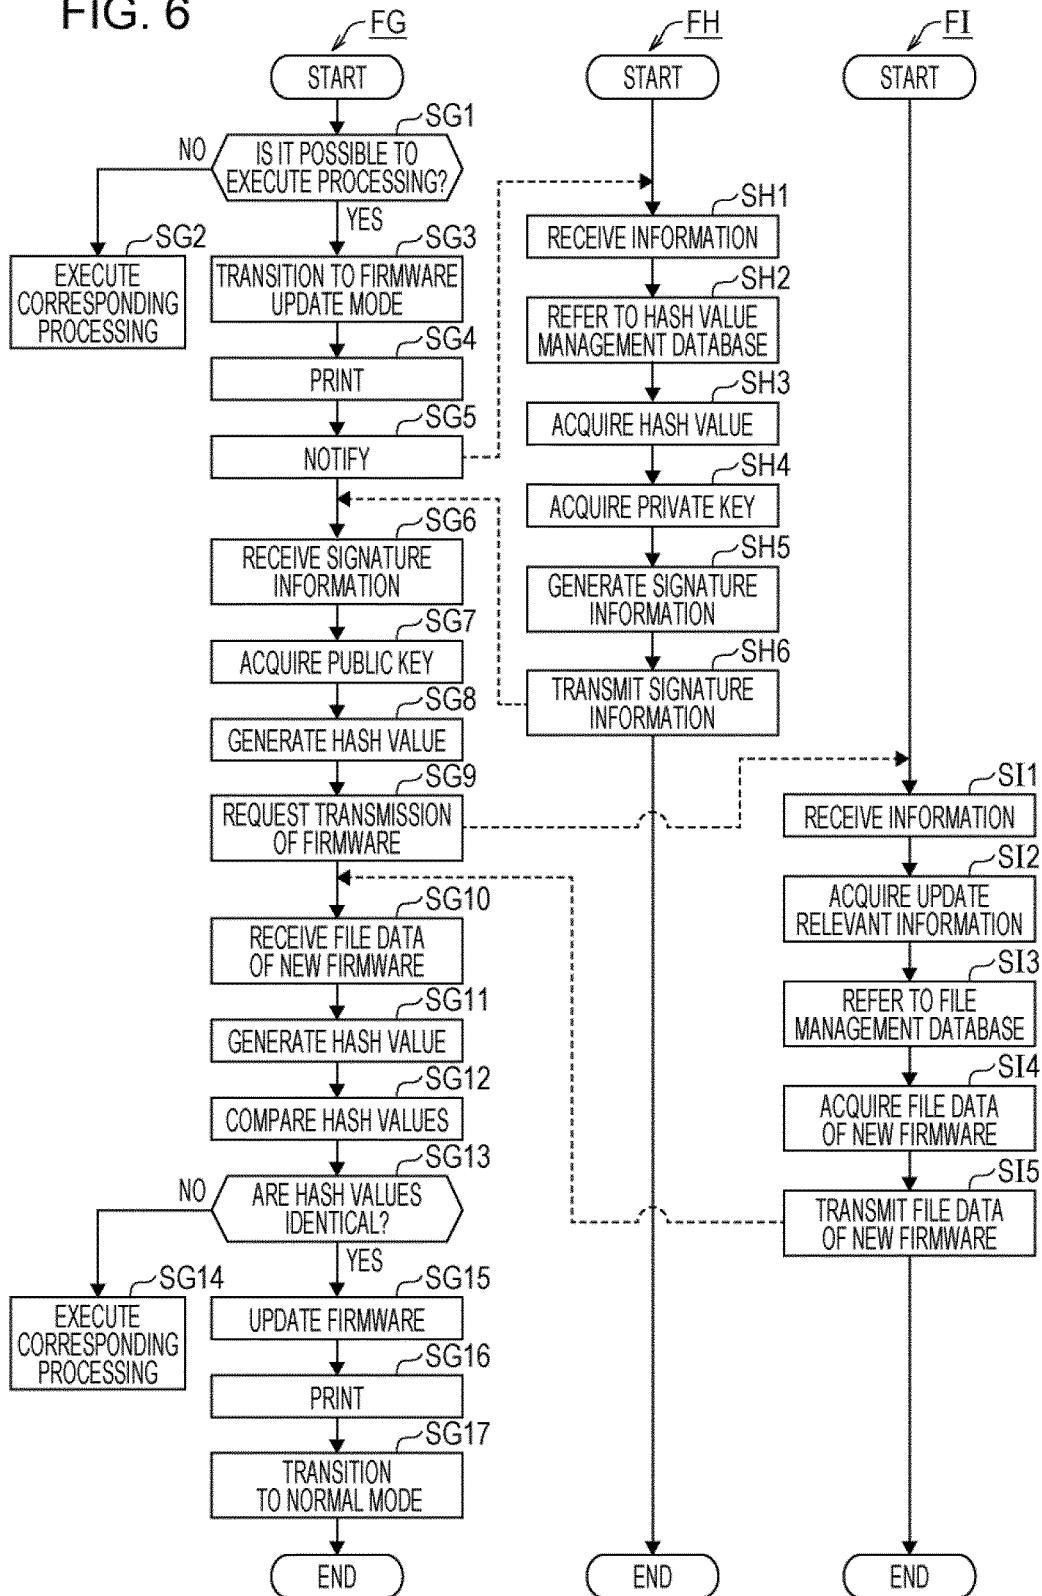 FIG. 6
FG
START
SG1
IS IT POSSIBLE TO
EXECUTE PROCESSING?
NO
YES
SG2
EXECUTE
CORRESPONDING
PROCESSING
SG3
TRANSITION TO FIRMWARE
UPDATE MODE
SG4
PRINT
SG5
NOTIFY
SG6
RECEIVE SIGNATURE
INFORMATION
SG7
ACQUIRE PUBLIC KEY
SG8
GENERATE HASH VALUE
SG9
REQUEST TRANSMISSION
OF FIRMWARE
SG10
RECEIVE FILE DATA
OF NEW FIRMWARE
SG11
GENERATE HASH VALUE
SG12
COMPARE HASH VALUES
SG13
ARE HASH VALUES
IDENTICAL?
NO
YES
SG14
EXECUTE
CORRESPONDING
PROCESSING
SG15
UPDATE FIRMWARE
SG16
PRINT
SG17
TRANSITION
TO NORMAL MODE
END
FH
START
SH1
RECEIVE INFORMATION
SH2
REFER TO HASH VALUE
MANAGEMENT DATABASE
SH3
ACQUIRE HASH VALUE
SH4
ACQUIRE PRIVATE KEY
SH5
GENERATE SIGNATURE
INFORMATION
SH6
TRANSMIT SIGNATURE
INFORMATION
END
FI
START
SI1
RECEIVE INFORMATION
SI2
ACQUIRE UPDATE
RELEVANT INFORMATION
SI3
REFER TO FILE
MANAGEMENT DATABASE
SI4
ACQUIRE FILE DATA
OF NEW FIRMWARE
SI5
TRANSMIT FILE DATA
OF NEW FIRMWARE
END